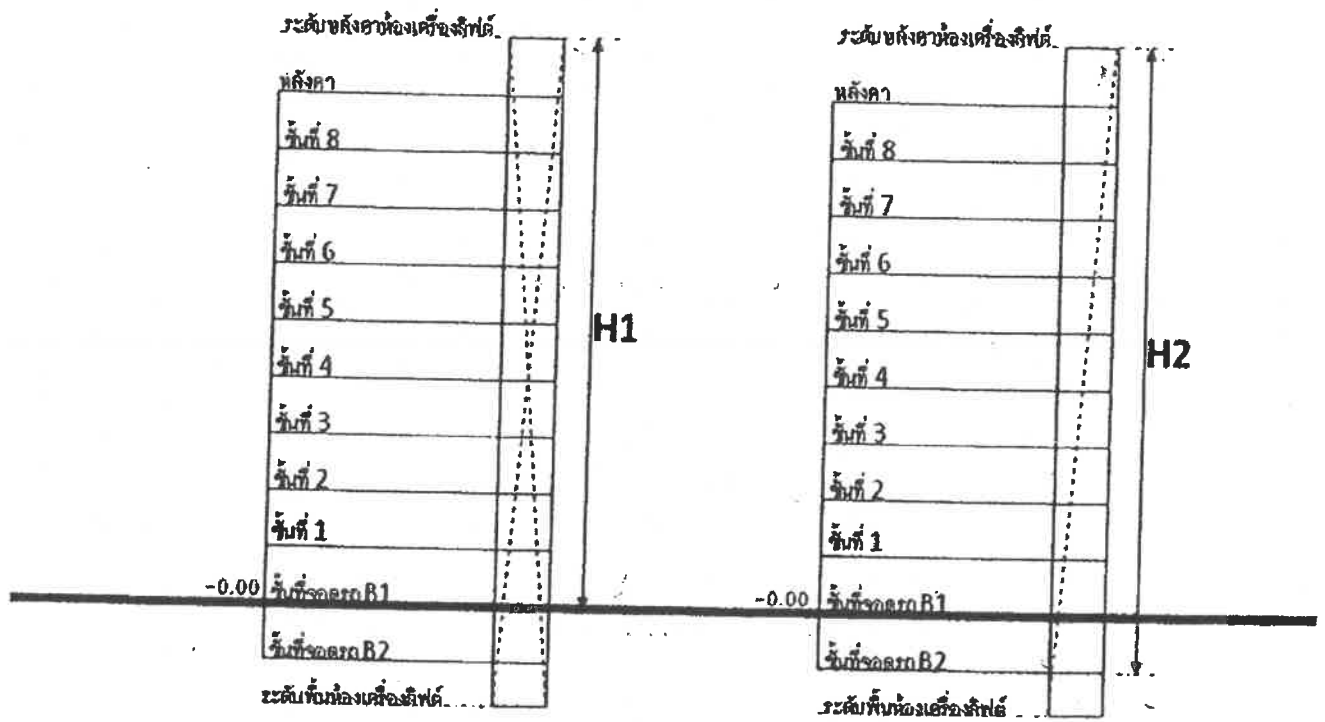 ระดับหลังคาห้องเครื่องลิฟต์
หลังคา
ชั้นที่ 8
ชั้นที่ 7
ชั้นที่ 6
ชั้นที่ 5
ชั้นที่ 4
ชั้นที่ 3
ชั้นที่ 2
ชั้นที่ 1
-0.00 ชั้นที่จอดรถ B1
ชั้นที่จอดรถ B2
ระดับพื้นห้องเครื่องลิฟต์
H1
ระดับหลังคาห้องเครื่องลิฟต์
หลังคา
ชั้นที่ 8
ชั้นที่ 7
ชั้นที่ 6
ชั้นที่ 5
ชั้นที่ 4
ชั้นที่ 3
ชั้นที่ 2
ชั้นที่ 1
-0.00 ชั้นที่จอดรถ B1
ชั้นที่จอดรถ B2
ระดับพื้นห้องเครื่องลิฟต์
H2